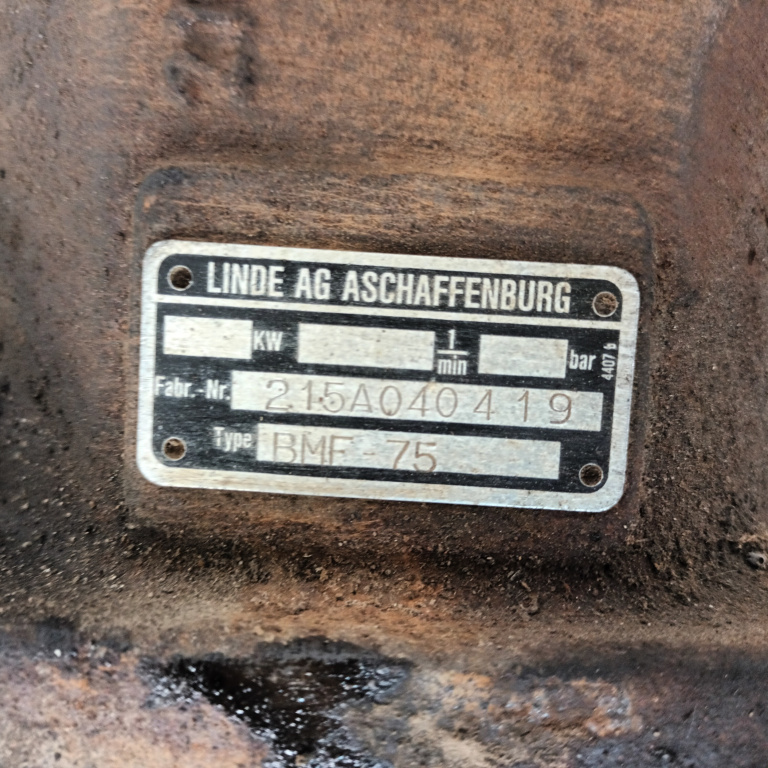 LINDE AG ASCHAFFENBURG
KW 1/min bar
4407 b
Fabr.-Nr. 215A040419
Type BMF-75